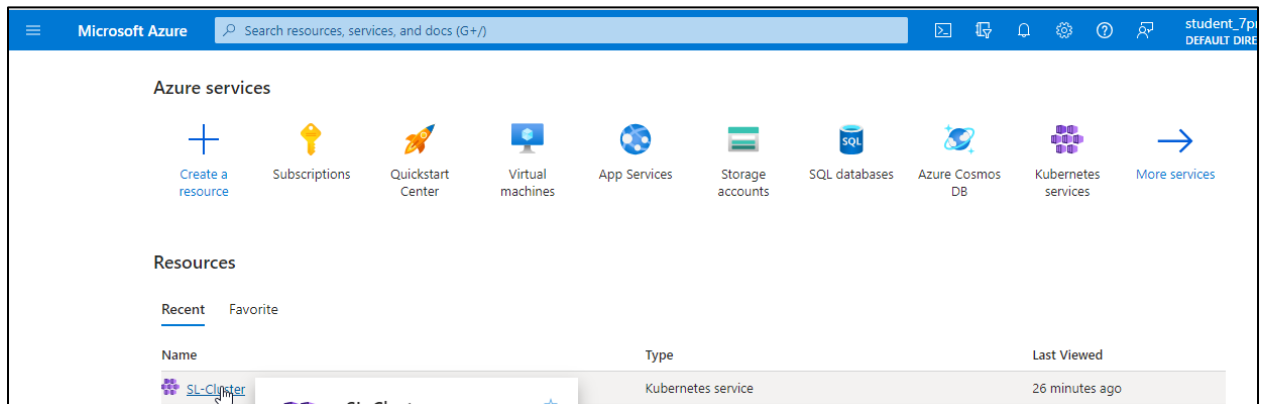 Microsoft Azure
Search resources, services, and docs (G+/)
student_7p
DEFAULT DIRE
Azure services
Create a resource
Subscriptions
Quickstart Center
Virtual machines
App Services
Storage accounts
SQL
SQL databases
Azure Cosmos DB
Kubernetes services
More services
Resources
Recent Favorite
Name Type Last Viewed
SL-Cluster Kubernetes service 26 minutes ago
SL-Cluster